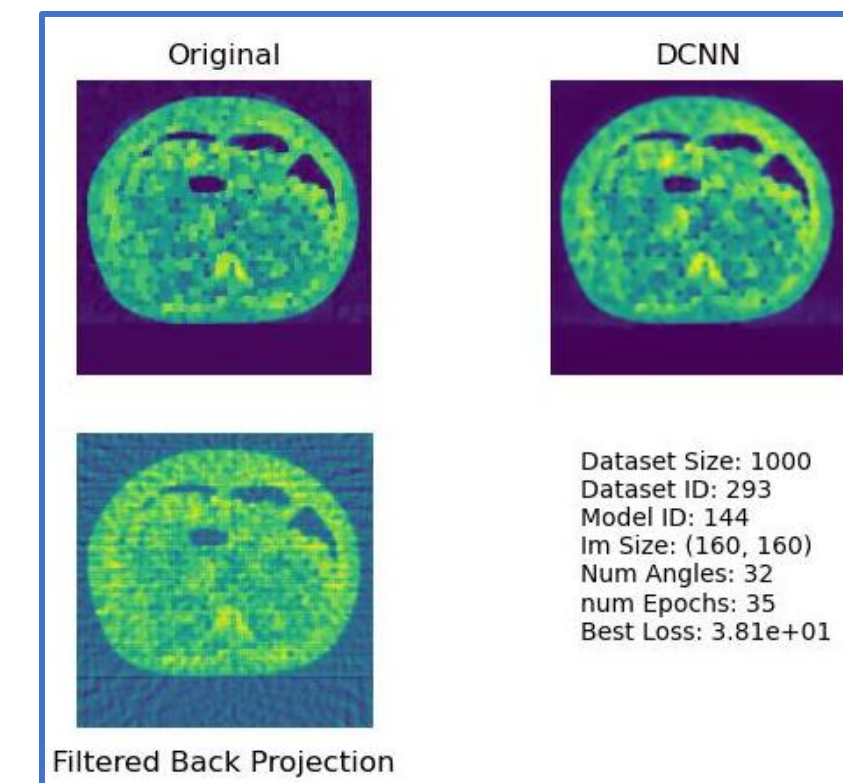 Original
DCNN
Dataset Size: 1000
Dataset ID: 293
Model ID: 144
Im Size: (160, 160)
Num Angles: 32
num Epochs: 35
Best Loss: 3.81e+01
Filtered Back Projection